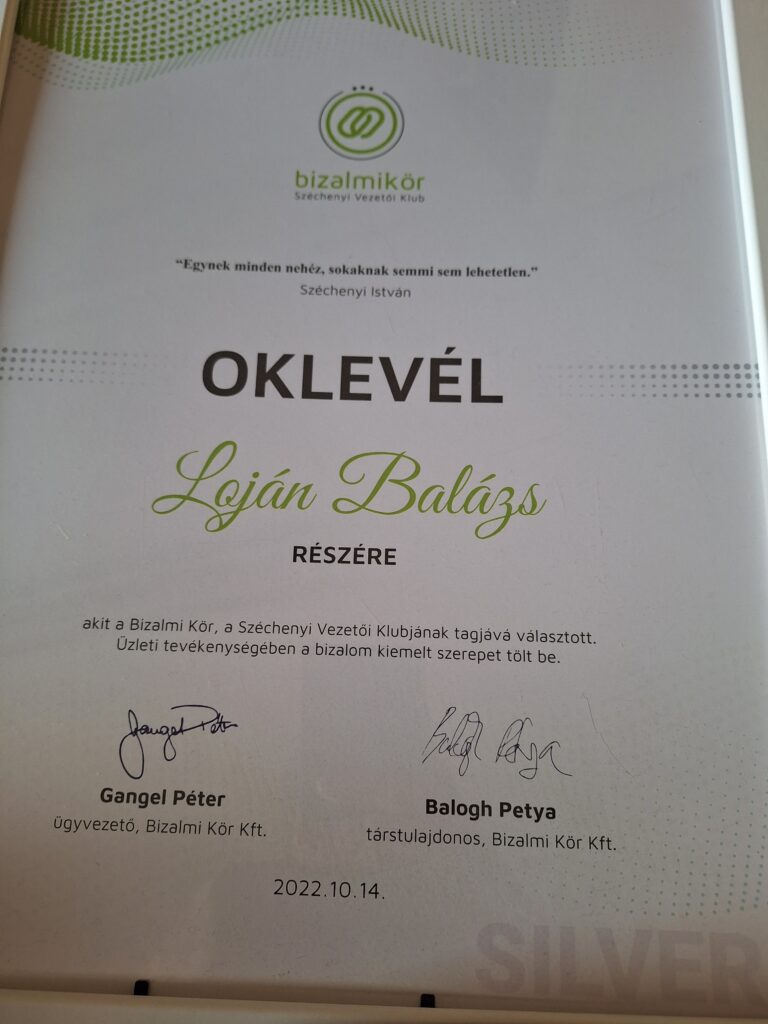 bizalmikör
Széchenyi Vezetői Klub
“Egynek minden nehéz, sokaknak semmi sem lehetetlen.”
Széchenyi István
OKLEVÉL
Loján Balázs
RÉSZÉRE
akit a Bizalmi Kör, a Széchenyi Vezetői Klubjának tagjává választott.
Üzleti tevékenységében a bizalom kiemelt szerepet tölt be.
Gangel Péter Balogh Petya
Gangel Péter
ügyvezető, Bizalmi Kör Kft.
Balogh Petya
társtulajdonos, Bizalmi Kör Kft.
2022.10.14.
SILVER